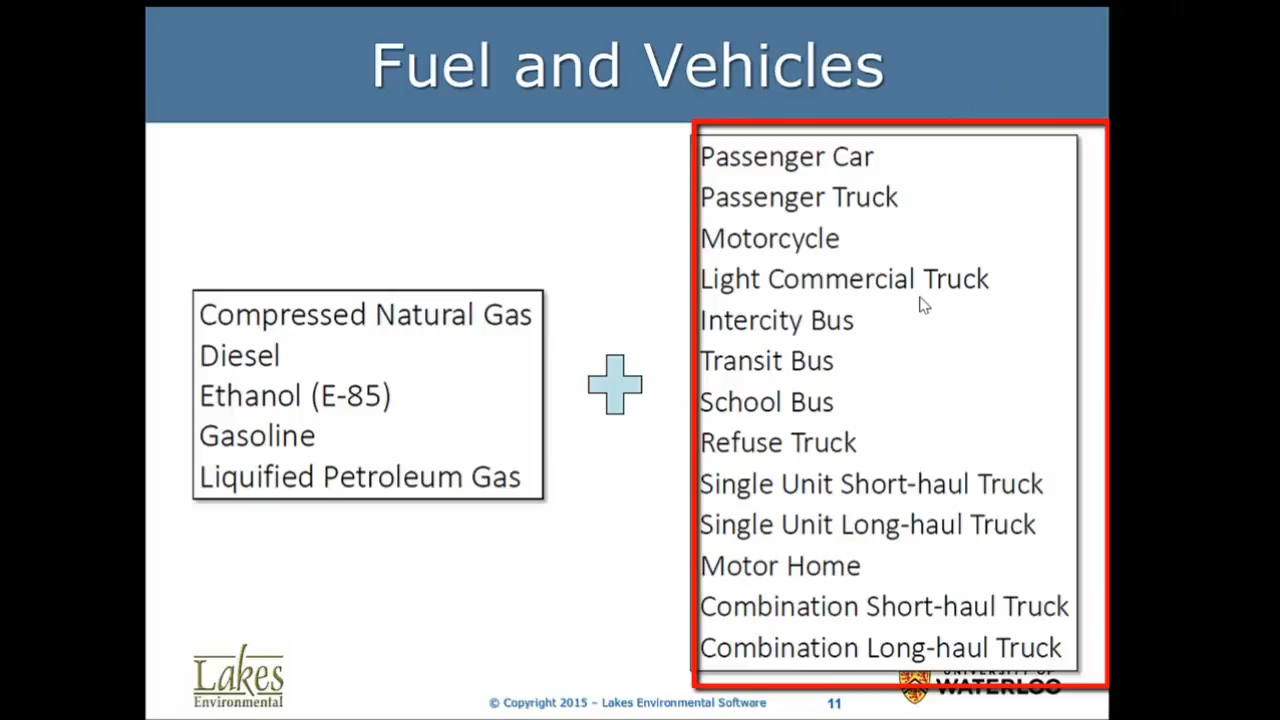 Fuel and Vehicles
Compressed Natural Gas
Diesel
Ethanol (E-85)
Gasoline
Liquified Petroleum Gas
Passenger Car
Passenger Truck
Motorcycle
Light Commercial Truck
Intercity Bus
Transit Bus
School Bus
Refuse Truck
Single Unit Short-haul Truck
Single Unit Long-haul Truck
Motor Home
Combination Short-haul Truck
Combination Long-haul Truck
Lakes
Environmental
© Copyright 2015 – Lakes Environmental Software
11
UNIVERSITY OF
WATERLOO